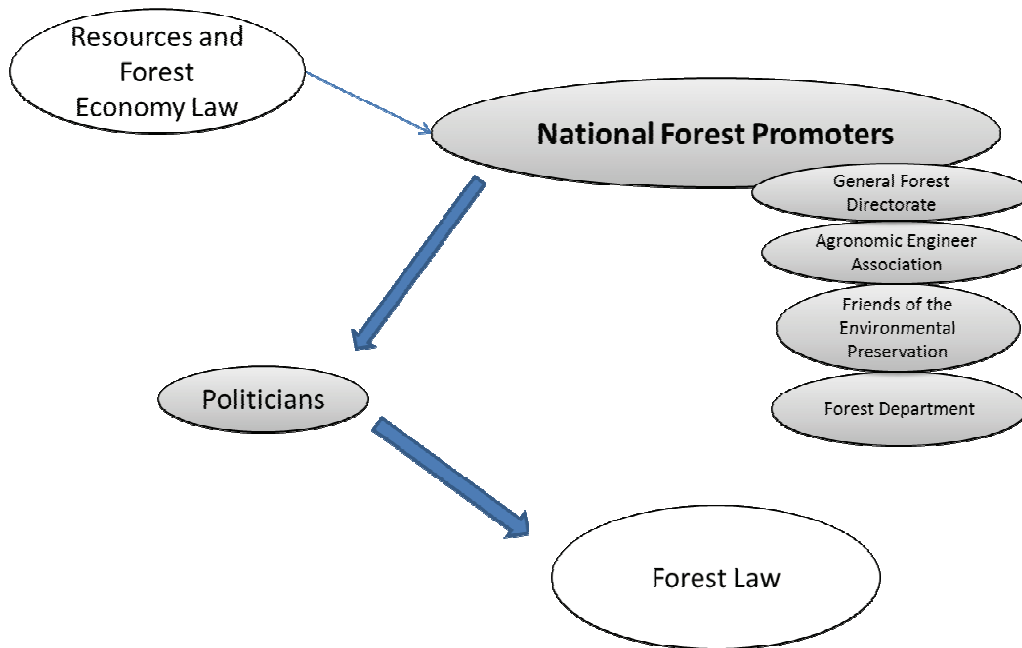 Resources and
Forest
Economy Law
National Forest Promoters
General Forest
Directorate
Agronomic Engineer
Association
Friends of the
Environmental
Preservation
Forest Department
Politicians
Forest Law